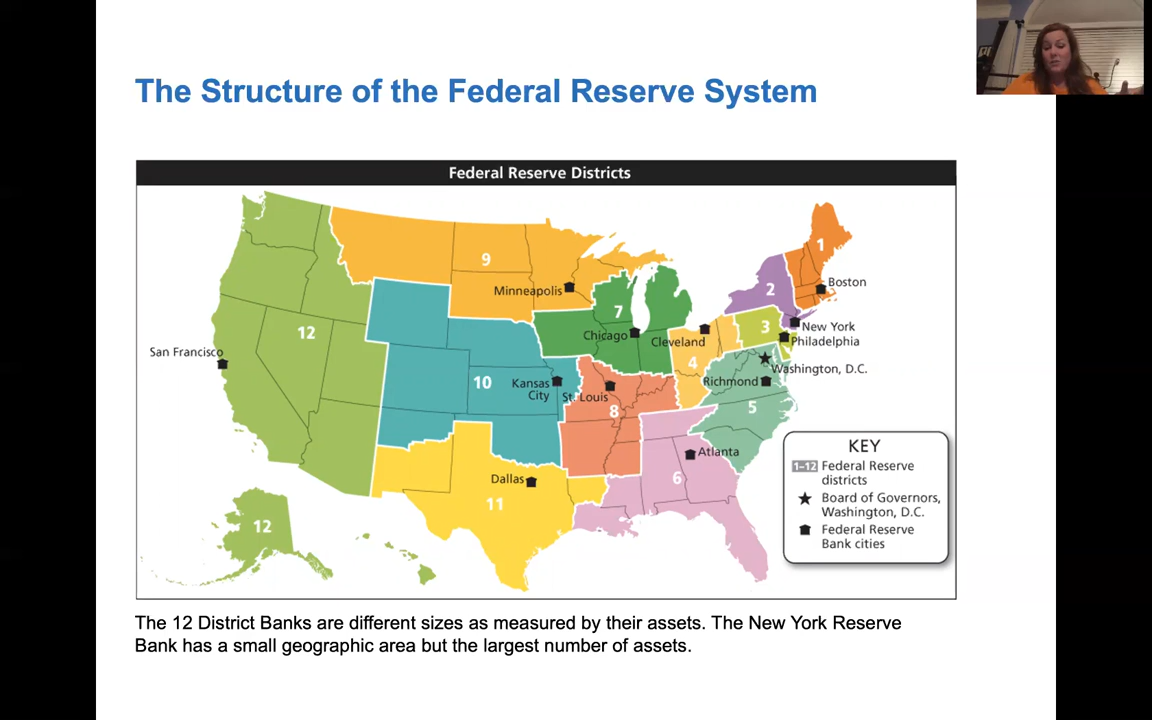 The Structure of the Federal Reserve System
Federal Reserve Districts
1
9
2
Boston
Minneapolis
7
New York
12
3
Chicago
Cleveland
Philadelphia
San Francisco
4
Washington, D.C.
10
Kansas
City
Richmond
St. Louis
8
5
Atlanta
KEY
1–12 Federal Reserve
districts
Board of Governors,
Washington, D.C.
Federal Reserve
Bank cities
Dallas
6
11
12
The 12 District Banks are different sizes as measured by their assets. The New York Reserve
Bank has a small geographic area but the largest number of assets.